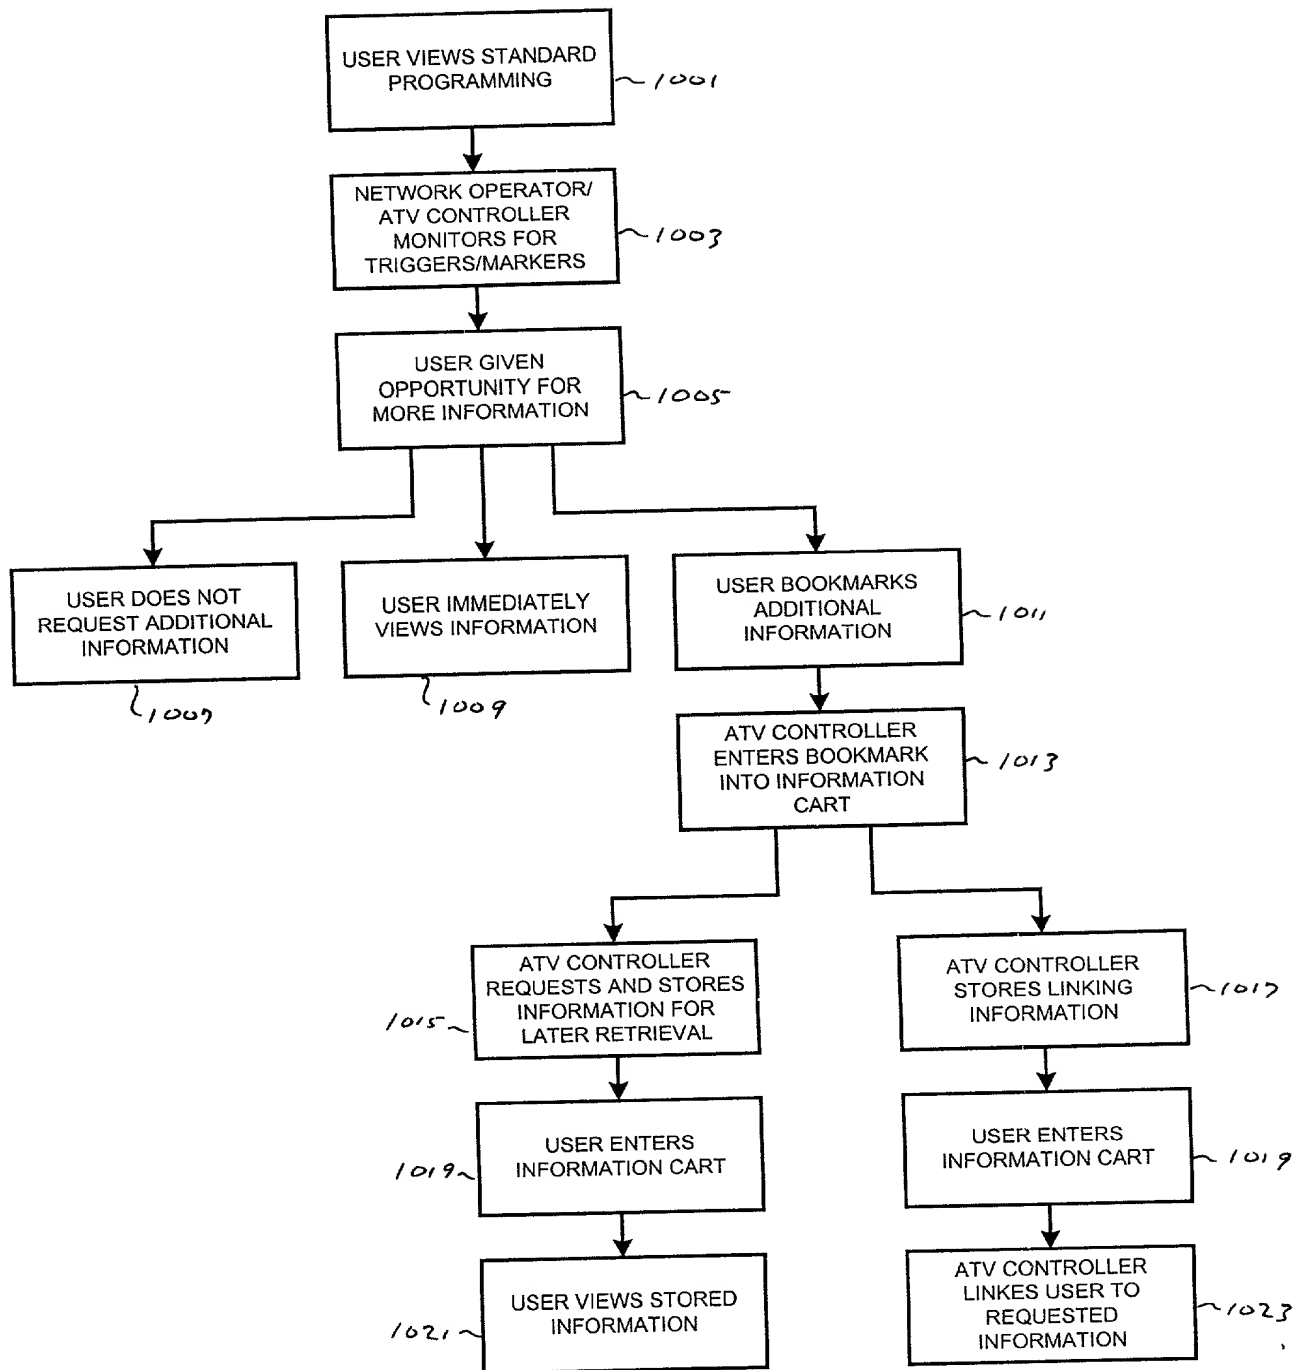 USER VIEWS STANDARD
PROGRAMMING
1001
NETWORK OPERATOR/
ATV CONTROLLER
MONITORS FOR
TRIGGERS/MARKERS
1003
USER GIVEN
OPPORTUNITY FOR
MORE INFORMATION
1005
USER DOES NOT
REQUEST ADDITIONAL
INFORMATION
1007
USER IMMEDIATELY
VIEWS INFORMATION
1009
USER BOOKMARKS
ADDITIONAL
INFORMATION
1011
ATV CONTROLLER
ENTERS BOOKMARK
INTO INFORMATION
CART
1013
ATV CONTROLLER
REQUESTS AND STORES
INFORMATION FOR
LATER RETRIEVAL
1015
ATV CONTROLLER
STORES LINKING
INFORMATION
1017
USER ENTERS
INFORMATION CART
1019
USER ENTERS
INFORMATION CART
1019
USER VIEWS STORED
INFORMATION
1021
ATV CONTROLLER
LINKES USER TO
REQUESTED
INFORMATION
1023